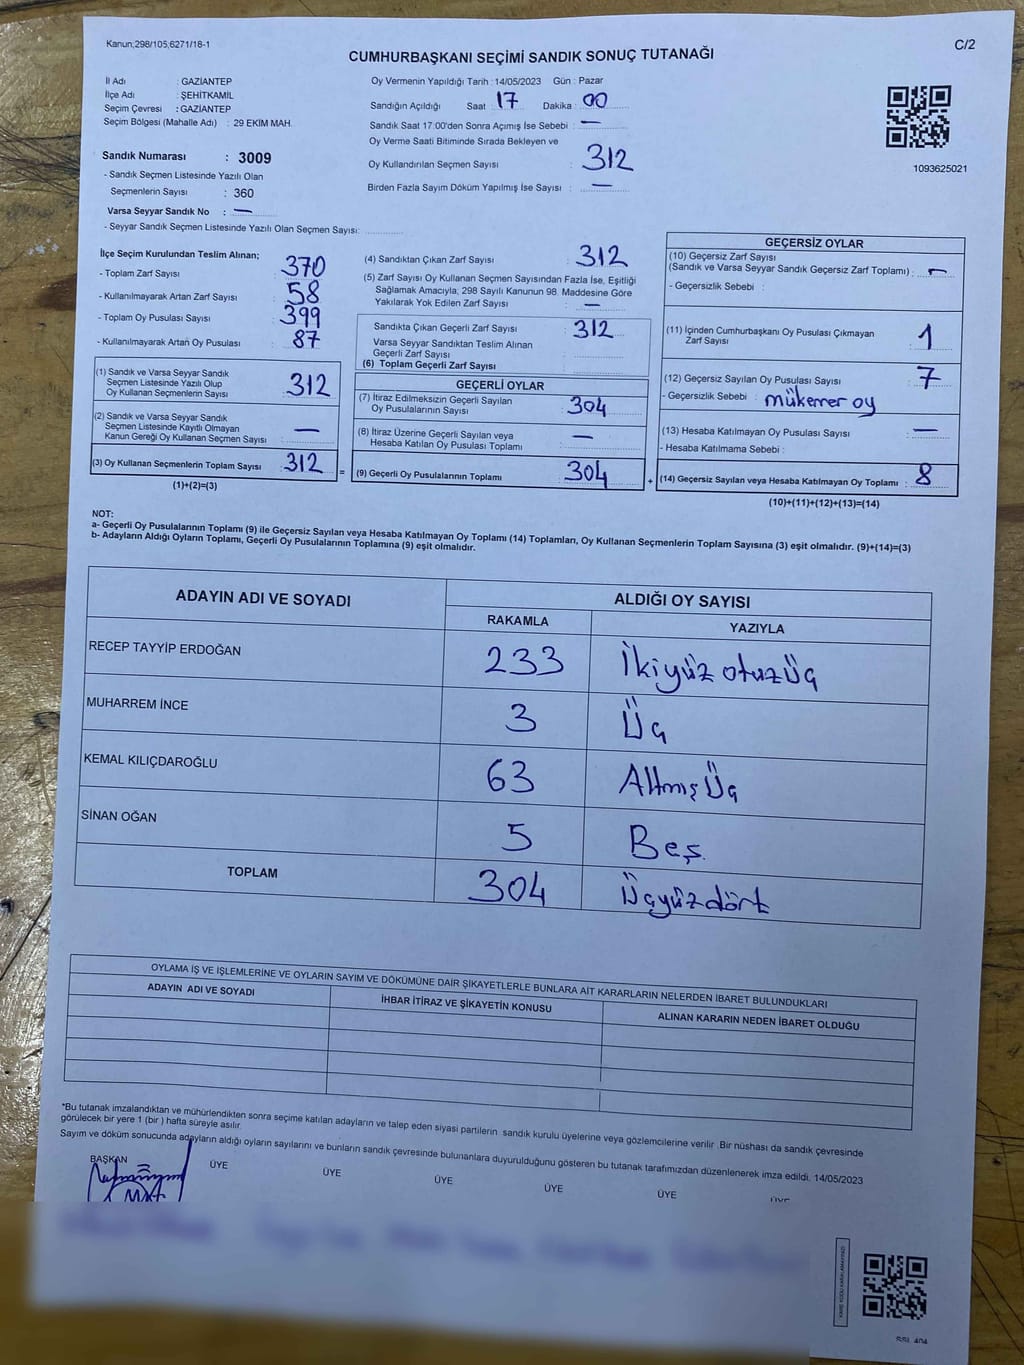 Kanun;298/105;6271/18-1
C/2
CUMHURBAŞKANI SEÇİMİ SANDIK SONUÇ TUTANAĞI
İl Adı : GAZİANTEP
İlçe Adı : ŞEHİTKAMİL
Seçim Çevresi : GAZİANTEP
Seçim Bölgesi (Mahalle Adı) : 29 EKİM MAH.
Sandık Numarası : 3009
- Sandık Seçmen Listesinde Yazılı Olan
Seçmenlerin Sayısı : 360
Varsa Seyyar Sandık No : —
- Seyyar Sandık Seçmen Listesinde Yazılı Olan Seçmen Sayısı:
Oy Vermenin Yapıldığı Tarih : 14/05/2023 Gün : Pazar
Sandığın Açıldığı Saat 17 Dakika 00
Sandık Saat 17:00'den Sonra Açımış İse Sebebi : —
Oy Verme Saati Bitiminde Sırada Bekleyen ve
Oy Kullandırılan Seçmen Sayısı : 312
Birden Fazla Sayım Döküm Yapılmış İse Sayısı : —
1093625021
İlçe Seçim Kurulundan Teslim Alınan;
- Toplam Zarf Sayısı : 370
- Kullanılmayarak Artan Zarf Sayısı : 58
- Toplam Oy Pusulası Sayısı : 399
- Kullanılmayarak Artan Oy Pusulası : 87
(1) Sandık ve Varsa Seyyar Sandık
Seçmen Listesinde Yazılı Olup
Oy Kullanan Seçmenlerin Sayısı : 312
(2) Sandık ve Varsa Seyyar Sandık
Seçmen Listesinde Kayıtlı Olmayan
Kanun Gereği Oy Kullanan Seçmen Sayısı : —
(3) Oy Kullanan Seçmenlerin Toplam Sayısı : 312
(1)+(2)=(3)
(4) Sandıktan Çıkan Zarf Sayısı : 312
(5) Zarf Sayısı Oy Kullanan Seçmen Sayısından Fazla İse, Eşitliği
Sağlamak Amacıyla, 298 Sayılı Kanunun 98. Maddesine Göre
Yakılarak Yok Edilen Zarf Sayısı : —
Sandıkta Çıkan Geçerli Zarf Sayısı : 312
Varsa Seyyar Sandıktan Teslim Alınan
Geçerli Zarf Sayısı :
(6) Toplam Geçerli Zarf Sayısı :
GEÇERLİ OYLAR
(7) İtiraz Edilmeksizin Geçerli Sayılan
Oy Pusulalarının Sayısı : 304
(8) İtiraz Üzerine Geçerli Sayılan veya
Hesaba Katılan Oy Pusulası Toplamı : —
= (9) Geçerli Oy Pusulalarının Toplamı : 304
GEÇERSİZ OYLAR
(10) Geçersiz Zarf Sayısı
(Sandık ve Varsa Seyyar Sandık Geçersiz Zarf Toplamı) : —
- Geçersizlik Sebebi :
(11) İçinden Cumhurbaşkanı Oy Pusulası Çıkmayan
Zarf Sayısı : 1
(12) Geçersiz Sayılan Oy Pusulası Sayısı : 7
- Geçersizlik Sebebi : mükerrer oy
(13) Hesaba Katılmayan Oy Pusulası Sayısı : —
- Hesaba Katılmama Sebebi :
+ (14) Geçersiz Sayılan veya Hesaba Katılmayan Oy Toplamı : 8
(10)+(11)+(12)+(13)=(14)
NOT:
a- Geçerli Oy Pusulalarının Toplamı (9) ile Geçersiz Sayılan veya Hesaba Katılmayan Oy Toplamı (14) Toplamları, Oy Kullanan Seçmenlerin Toplam Sayısına (3) eşit olmalıdır. (9)+(14)=(3)
b- Adayların Aldığı Oyların Toplamı, Geçerli Oy Pusulalarının Toplamına (9) eşit olmalıdır.
ADAYIN ADI VE SOYADI ALDIĞI OY SAYISI
RAKAMLA YAZIYLA
RECEP TAYYİP ERDOĞAN 233 İkiyüz otuzüç
MUHARREM İNCE 3 Üç
KEMAL KILIÇDAROĞLU 63 Altmış Üç
SİNAN OĞAN 5 Beş.
TOPLAM 304 Üçyüzdört
OYLAMA İŞ VE İŞLEMLERİNE VE OYLARIN SAYIM VE DÖKÜMÜNE DAİR ŞİKAYETLERLE BUNLARA AİT KARARLARIN NELERDEN İBARET BULUNDUKLARI
ADAYIN ADI VE SOYADI İHBAR İTİRAZ VE ŞİKAYETİN KONUSU ALINAN KARARIN NEDEN İBARET OLDUĞU
*Bu tutanak imzalandıktan ve mühürlendikten sonra seçime katılan adayların ve talep eden siyasi partilerin sandık kurulu üyelerine veya gözlemcilerine verilir .Bir nüshası da sandık çevresinde
görülecek bir yere 1 (bir ) hafta süreyle asılır.
Sayım ve döküm sonucunda adayların aldığı oyların sayılarını ve bunların sandık çevresinde bulunanlara duyurulduğunu gösteren bu tutanak tarafımızdan düzenlenerek imza edildi. 14/05/2023
BAŞKAN ÜYE ÜYE ÜYE ÜYE ÜYE ÜYE